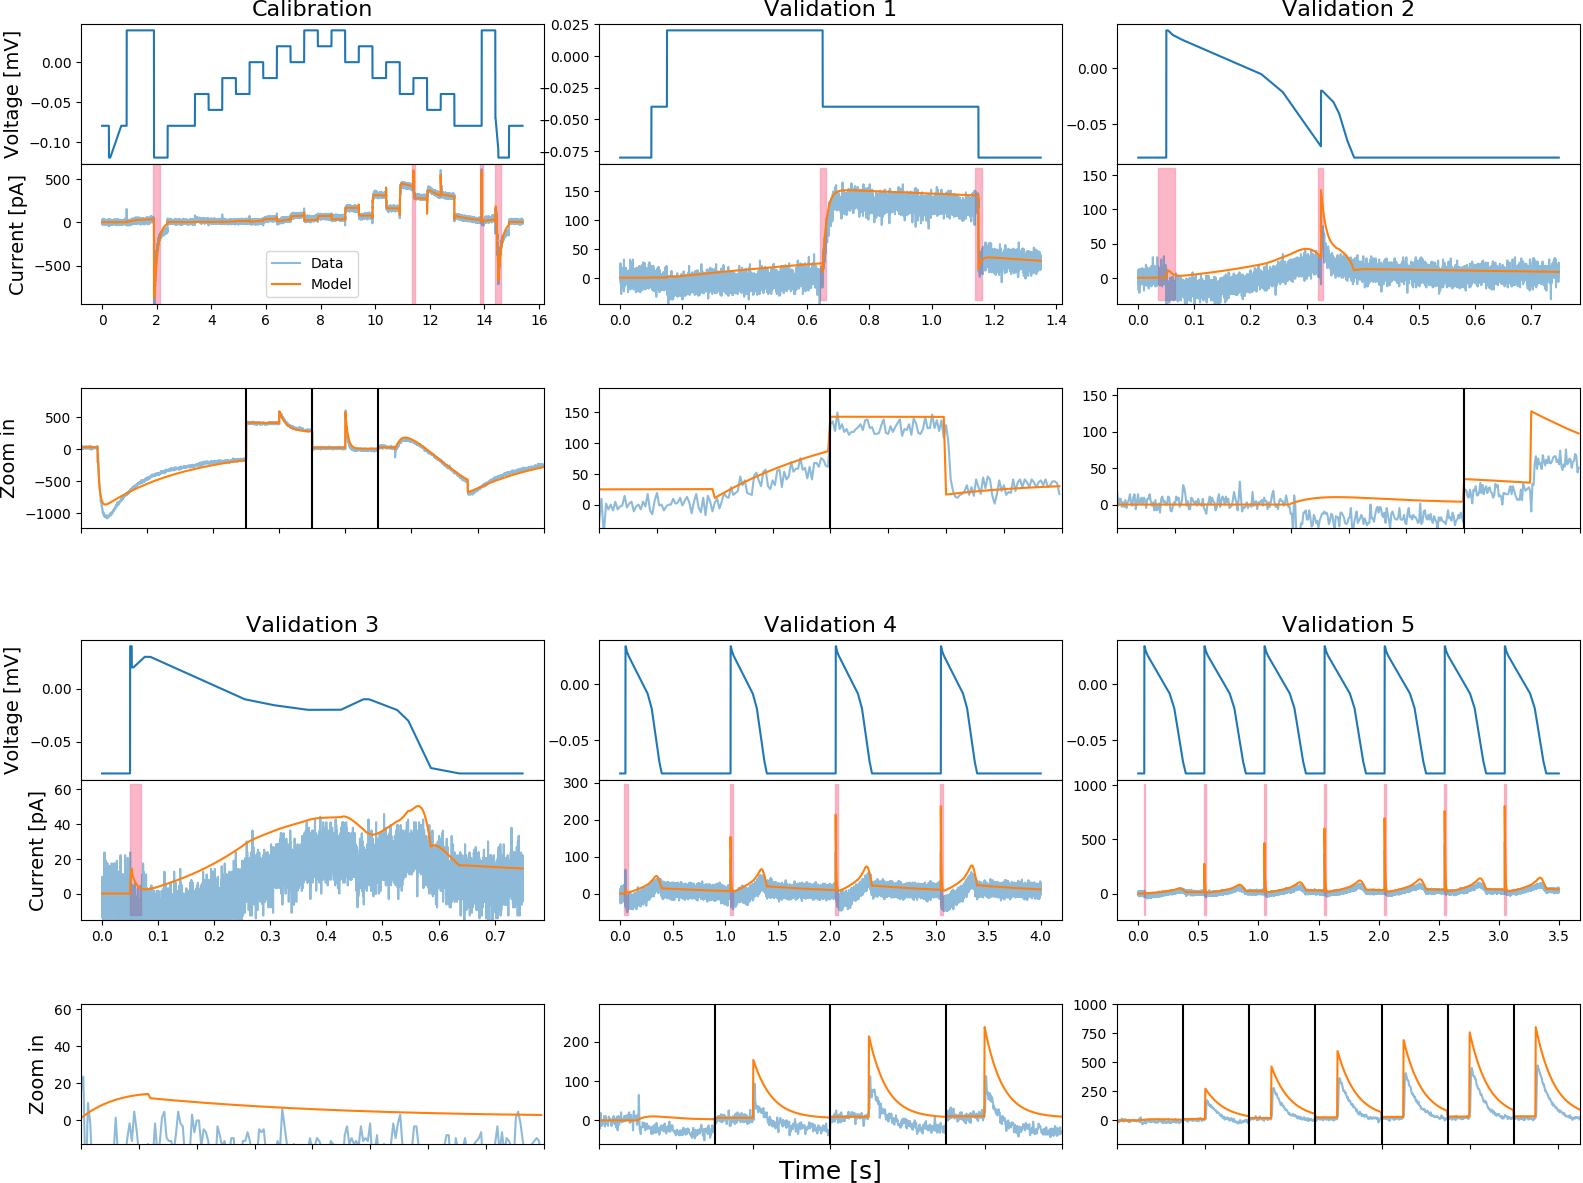 Calibration
Validation 1
Validation 2
Voltage [mV]
0.00
−0.05
−0.10
0.025
0.000
−0.025
−0.050
−0.075
0.00
−0.05
Current [pA]
500
0
−500
Data
Model
150
100
50
0
150
100
50
0
0 2 4 6 8 10 12 14 16
0.0 0.2 0.4 0.6 0.8 1.0 1.2 1.4
0.0 0.1 0.2 0.3 0.4 0.5 0.6 0.7
Zoom in
500
0
−500
−1000
150
100
50
0
150
100
50
0
Validation 3
Validation 4
Validation 5
Voltage [mV]
0.00
−0.05
0.00
−0.05
0.00
−0.05
Current [pA]
60
40
20
0
300
200
100
0
1000
500
0
0.0 0.1 0.2 0.3 0.4 0.5 0.6 0.7
0.0 0.5 1.0 1.5 2.0 2.5 3.0 3.5 4.0
0.0 0.5 1.0 1.5 2.0 2.5 3.0 3.5
Zoom in
60
40
20
0
200
100
0
1000
750
500
250
0
Time [s]